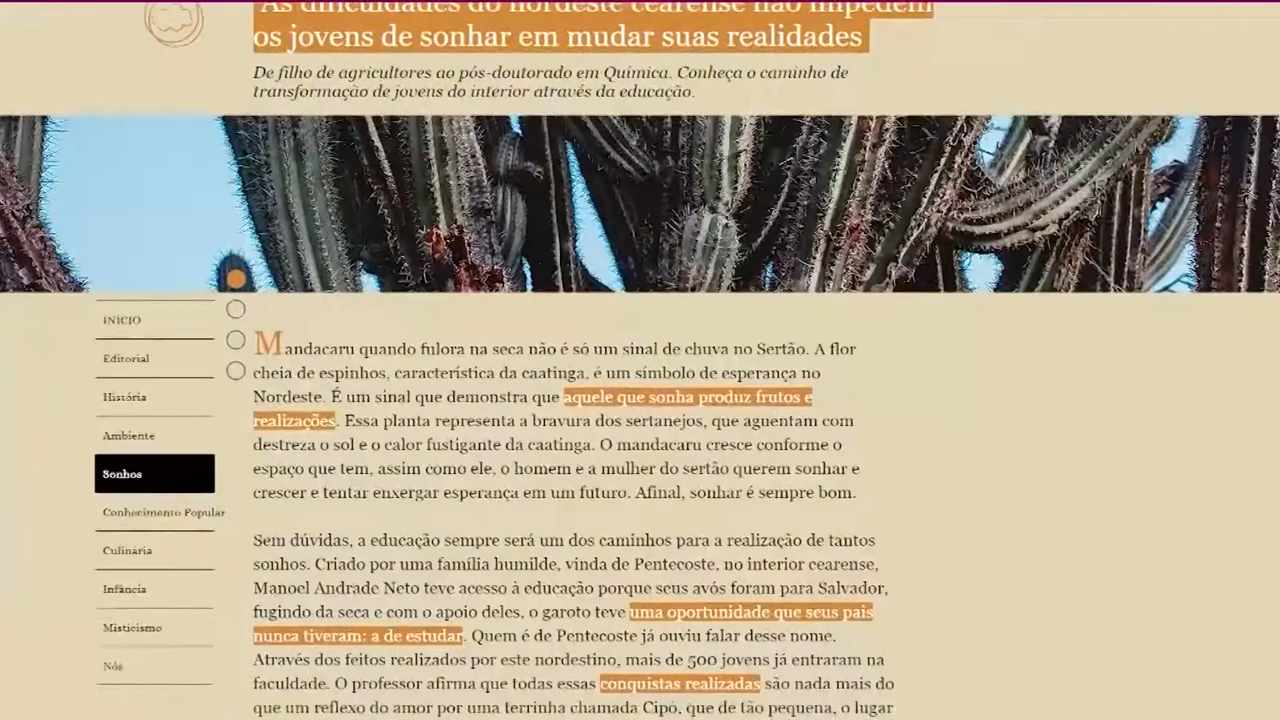 As dificuldades do nordeste cearense não impedem
os jovens de sonhar em mudar suas realidades
De filho de agricultores ao pós-doutorado em Química. Conheça o caminho de
transformação de jovens do interior através da educação.
INÍCIO
Editorial
História
Ambiente
Sonhos
Conhecimento Popular
Culinária
Infância
Misticismo
Nós
Mandacaru quando fulora na seca não é só um sinal de chuva no Sertão. A flor
cheia de espinhos, característica da caatinga, é um símbolo de esperança no
Nordeste. É um sinal que demonstra que aquele que sonha produz frutos e
realizações. Essa planta representa a bravura dos sertanejos, que aguentam com
destreza o sol e o calor fustigante da caatinga. O mandacaru cresce conforme o
espaço que tem, assim como ele, o homem e a mulher do sertão querem sonhar e
crescer e tentar enxergar esperança em um futuro. Afinal, sonhar é sempre bom.
Sem dúvidas, a educação sempre será um dos caminhos para a realização de tantos
sonhos. Criado por uma família humilde, vinda de Pentecoste, no interior cearense,
Manoel Andrade Neto teve acesso à educação porque seus avós foram para Salvador,
fugindo da seca e com o apoio deles, o garoto teve uma oportunidade que seus pais
nunca tiveram: a de estudar. Quem é de Pentecoste já ouviu falar desse nome.
Através dos feitos realizados por este nordestino, mais de 500 jovens já entraram na
faculdade. O professor afirma que todas essas conquistas realizadas são nada mais do
que um reflexo do amor por uma terrinha chamada Cipó, que de tão pequena, o lugar